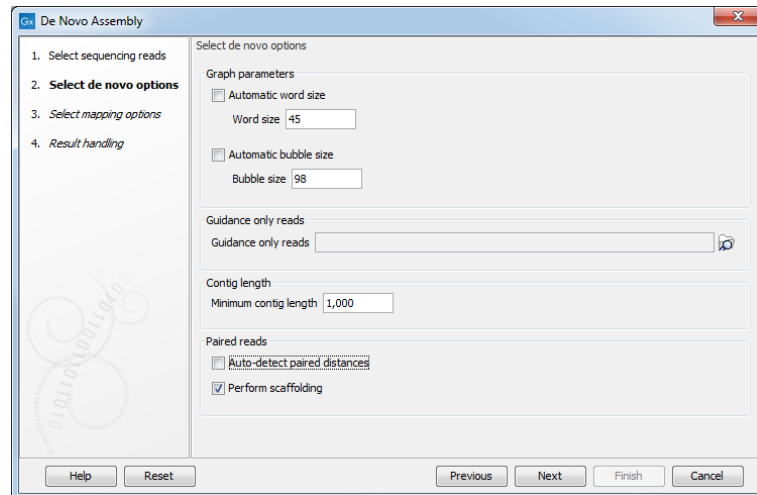 Gx De Novo Assembly
1. Select sequencing reads
2. Select de novo options
3. Select mapping options
4. Result handling
Select de novo options
Graph parameters
Automatic word size
Word size 45
Automatic bubble size
Bubble size 98
Guidance only reads
Guidance only reads
Contig length
Minimum contig length 1,000
Paired reads
Auto-detect paired distances
Perform scaffolding
Help Reset Previous Next Finish Cancel